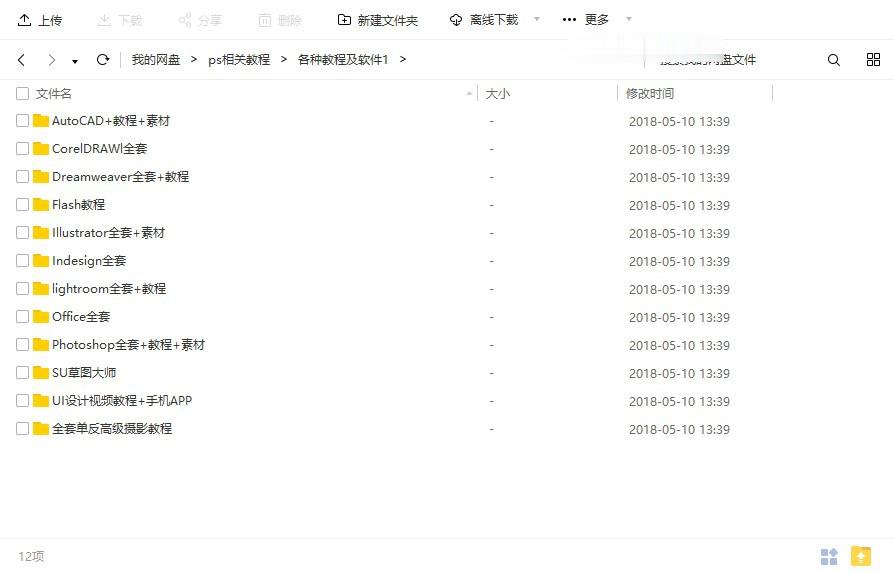 上传 下载 分享 删除 新建文件夹 离线下载 ••• 更多
我的网盘 > ps相关教程 > 各种教程及软件1 > 搜索我的网盘文件
文件名 大小 修改时间
AutoCAD+教程+素材 - 2018-05-10 13:39
CorelDRAWl全套 - 2018-05-10 13:39
Dreamweaver全套+教程 - 2018-05-10 13:39
Flash教程 - 2018-05-10 13:39
Illustrator全套+素材 - 2018-05-10 13:39
Indesign全套 - 2018-05-10 13:39
lightroom全套+教程 - 2018-05-10 13:39
Office全套 - 2018-05-10 13:39
Photoshop全套+教程+素材 - 2018-05-10 13:39
SU草图大师 - 2018-05-10 13:39
UI设计视频教程+手机APP - 2018-05-10 13:39
全套单反高级摄影教程 - 2018-05-10 13:39
12项